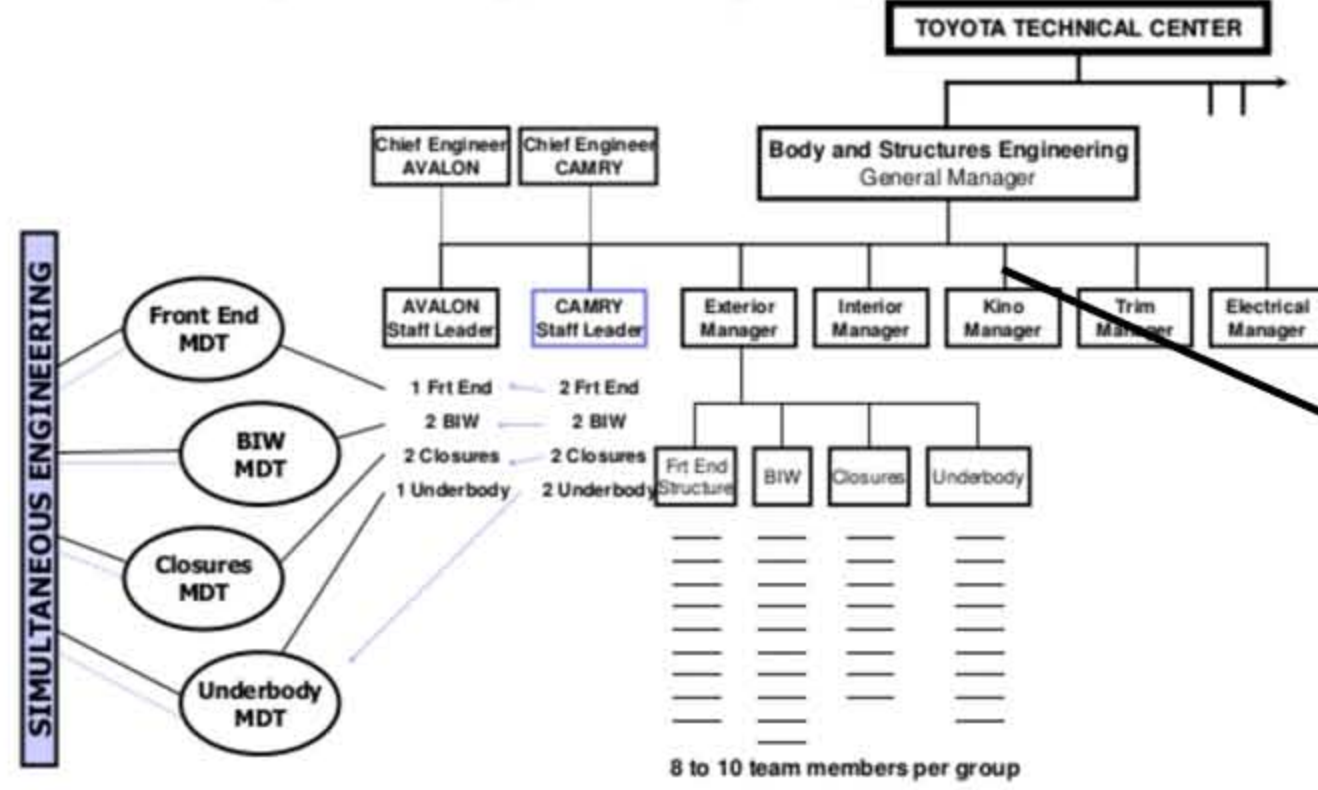 TOYOTA TECHNICAL CENTER
Chief Engineer
AVALON
Chief Engineer
CAMRY
Body and Structures Engineering
General Manager
SIMULTANEOUS ENGINEERING
Front End
MDT
BIW
MDT
Closures
MDT
Underbody
MDT
AVALON
Staff Leader
CAMRY
Staff Leader
Exterior
Manager
Interior
Manager
Kino
Manager
Trim
Manager
Electrical
Manager
1 Frt End
2 Frt End
2 BIW
2 BIW
2 Closures
2 Closures
1 Underbody
2 Underbody
Frt End
Structure
BIW
Closures
Underbody
8 to 10 team members per group